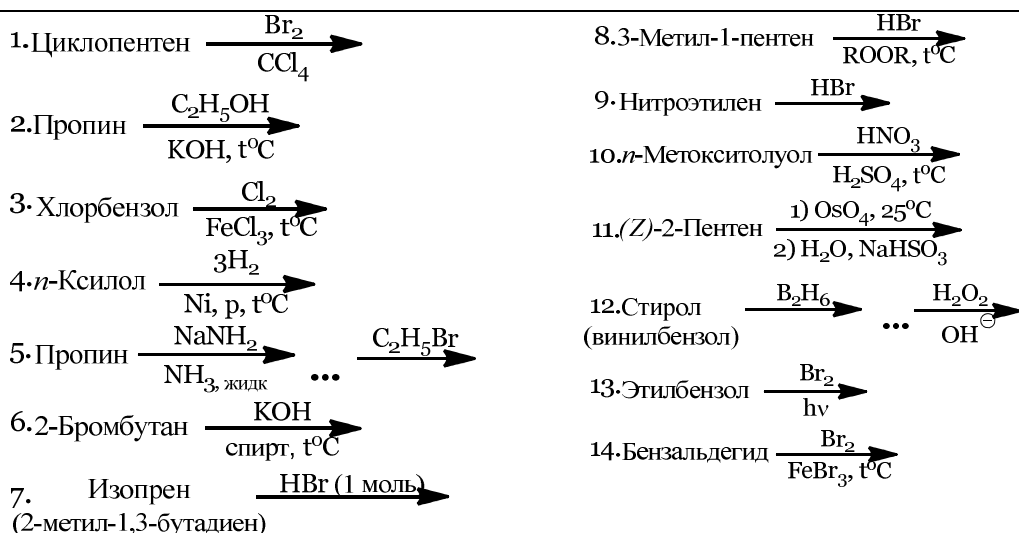 1.Циклопентен Br2 CCl4
2.Пропин C2H5OH KOH, t°C
3.Хлорбензол Cl2 FeCl3, t°C
4.п-Ксилол 3H2 Ni, p, t°C
5.Пропин NaNH2 NH3, жидк ... C2H5Br
6.2-Бромбутан KOH спирт, t°C
7. Изопрен HBr (1 моль)
(2-метил-1,3-бутадиен)
8.3-Метил-1-пентен HBr ROOR, t°C
9.Нитроэтилен HBr
10.п-Метокситолуол HNO3 H2SO4, t°C
11.(Z)-2-Пентен 1) OsO4, 25°C 2) H2O, NaHSO3
12.Стирол B2H6 ... H2O2 OH⊖
(винилбензол)
13.Этилбензол Br2 hν
14.Бензальдегид Br2 FeBr3, t°C